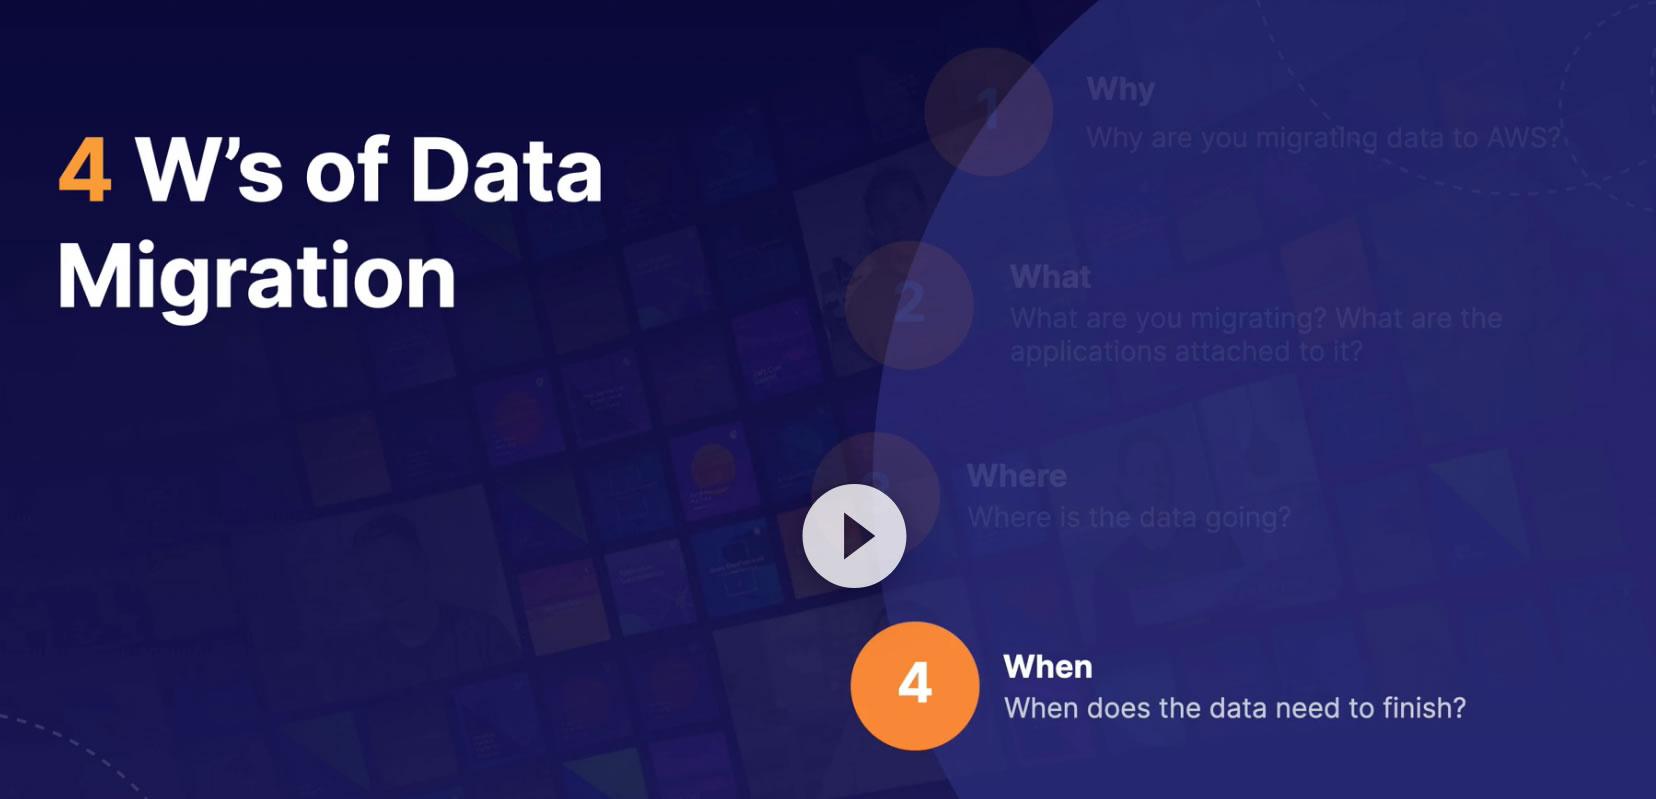 4 W’s of Data
Migration
1
Why
Why are you migrating data to AWS?
2
What
What are you migrating? What are the
applications attached to it?
Where
Where is the data going?
4
When
When does the data need to finish?